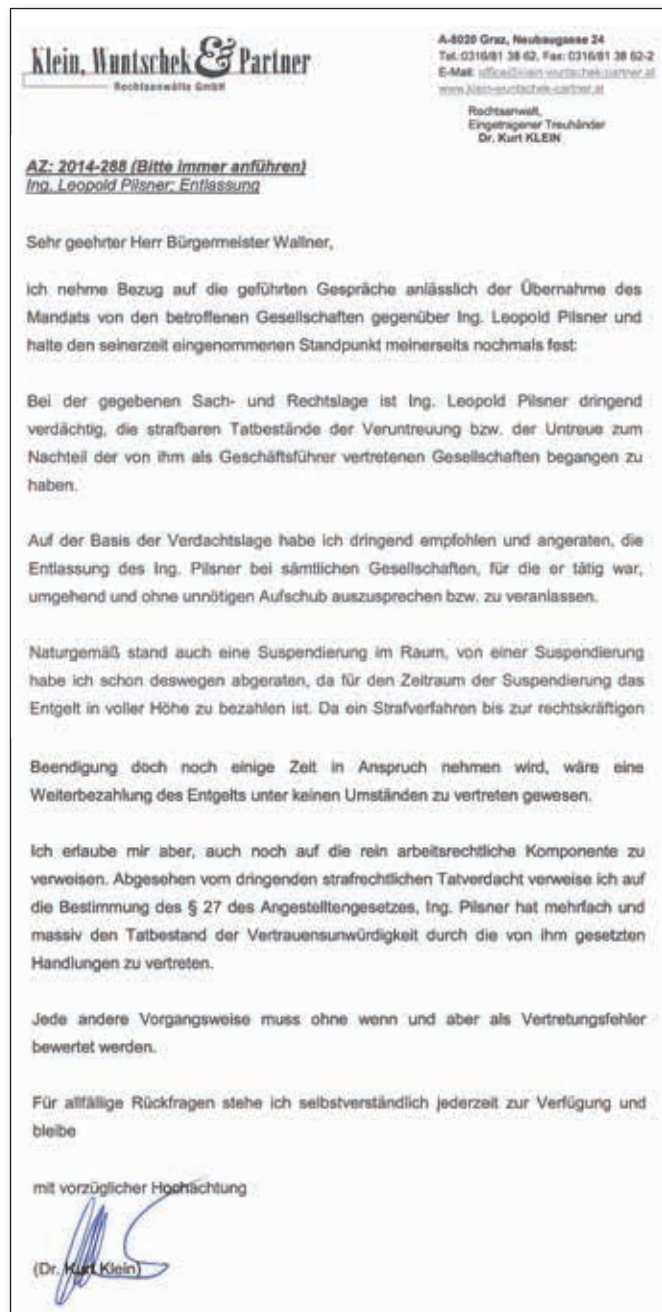 Klein, Wuntschek & Partner
Rechtsanwälte GmbH
A-8020 Graz, Neubaugasse 24
Tel.:0316/81 38 62, Fax: 0316/81 38 62-2
E-Mail: office@klein-wuntschek-partner.at
www.klein-wuntschek-partner.at
Rechtsanwalt,
Eingetragener Treuhänder
Dr. Kurt KLEIN
AZ: 2014-288 (Bitte immer anführen)
Ing. Leopold Pilsner; Entlassung
Sehr geehrter Herr Bürgermeister Wallner,
ich nehme Bezug auf die geführten Gespräche anlässlich der Übernahme des
Mandats von den betroffenen Gesellschaften gegenüber Ing. Leopold Pilsner und
halte den seinerzeit eingenommenen Standpunkt meinerseits nochmals fest:
Bei der gegebenen Sach- und Rechtslage ist Ing. Leopold Pilsner dringend
verdächtig, die strafbaren Tatbestände der Veruntreuung bzw. der Untreue zum
Nachteil der von ihm als Geschäftsführer vertretenen Gesellschaften begangen zu
haben.
Auf der Basis der Verdachtslage habe ich dringend empfohlen und angeraten, die
Entlassung des Ing. Pilsner bei sämtlichen Gesellschaften, für die er tätig war,
umgehend und ohne unnötigen Aufschub auszusprechen bzw. zu veranlassen.
Naturgemäß stand auch eine Suspendierung im Raum, von einer Suspendierung
habe ich schon deswegen abgeraten, da für den Zeitraum der Suspendierung das
Entgelt in voller Höhe zu bezahlen ist. Da ein Strafverfahren bis zur rechtskräftigen
Beendigung doch noch einige Zeit in Anspruch nehmen wird, wäre eine
Weiterbezahlung des Entgelts unter keinen Umständen zu vertreten gewesen.
Ich erlaube mir aber, auch noch auf die rein arbeitsrechtliche Komponente zu
verweisen. Abgesehen vom dringenden strafrechtlichen Tatverdacht verweise ich auf
die Bestimmung des § 27 des Angestelltengesetzes, Ing. Pilsner hat mehrfach und
massiv den Tatbestand der Vertrauensunwürdigkeit durch die von ihm gesetzten
Handlungen zu vertreten.
Jede andere Vorgangsweise muss ohne wenn und aber als Vertretungsfehler
bewertet werden.
Für allfällige Rückfragen stehe ich selbstverständlich jederzeit zur Verfügung und
bleibe
mit vorzüglicher Hochachtung
(Dr. Kurt Klein)